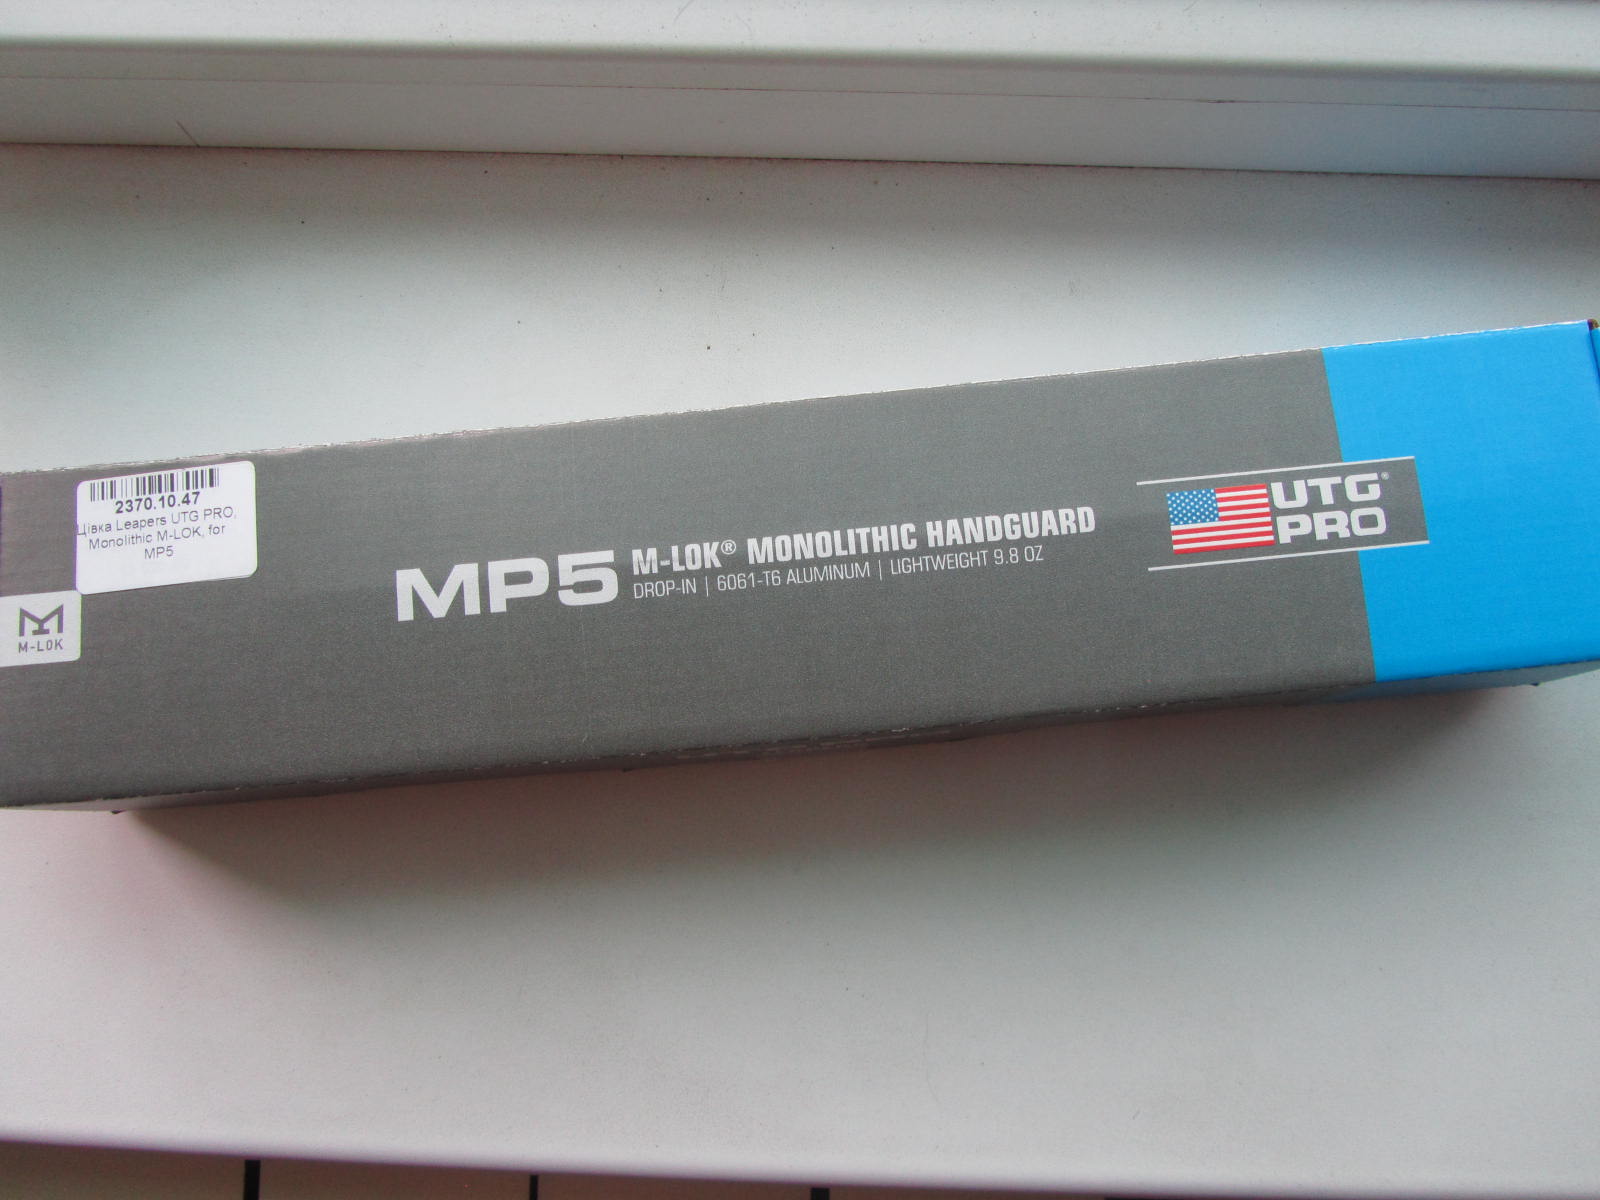 2370.10.47
Цівка Leapers UTG PRO,
Monolithic M-LOK, for
MP5
M-LOK
MP5
M-LOK® MONOLITHIC HANDGUARD
DROP-IN | 6061-T6 ALUMINUM | LIGHTWEIGHT 9.8 OZ
UTG®
PRO